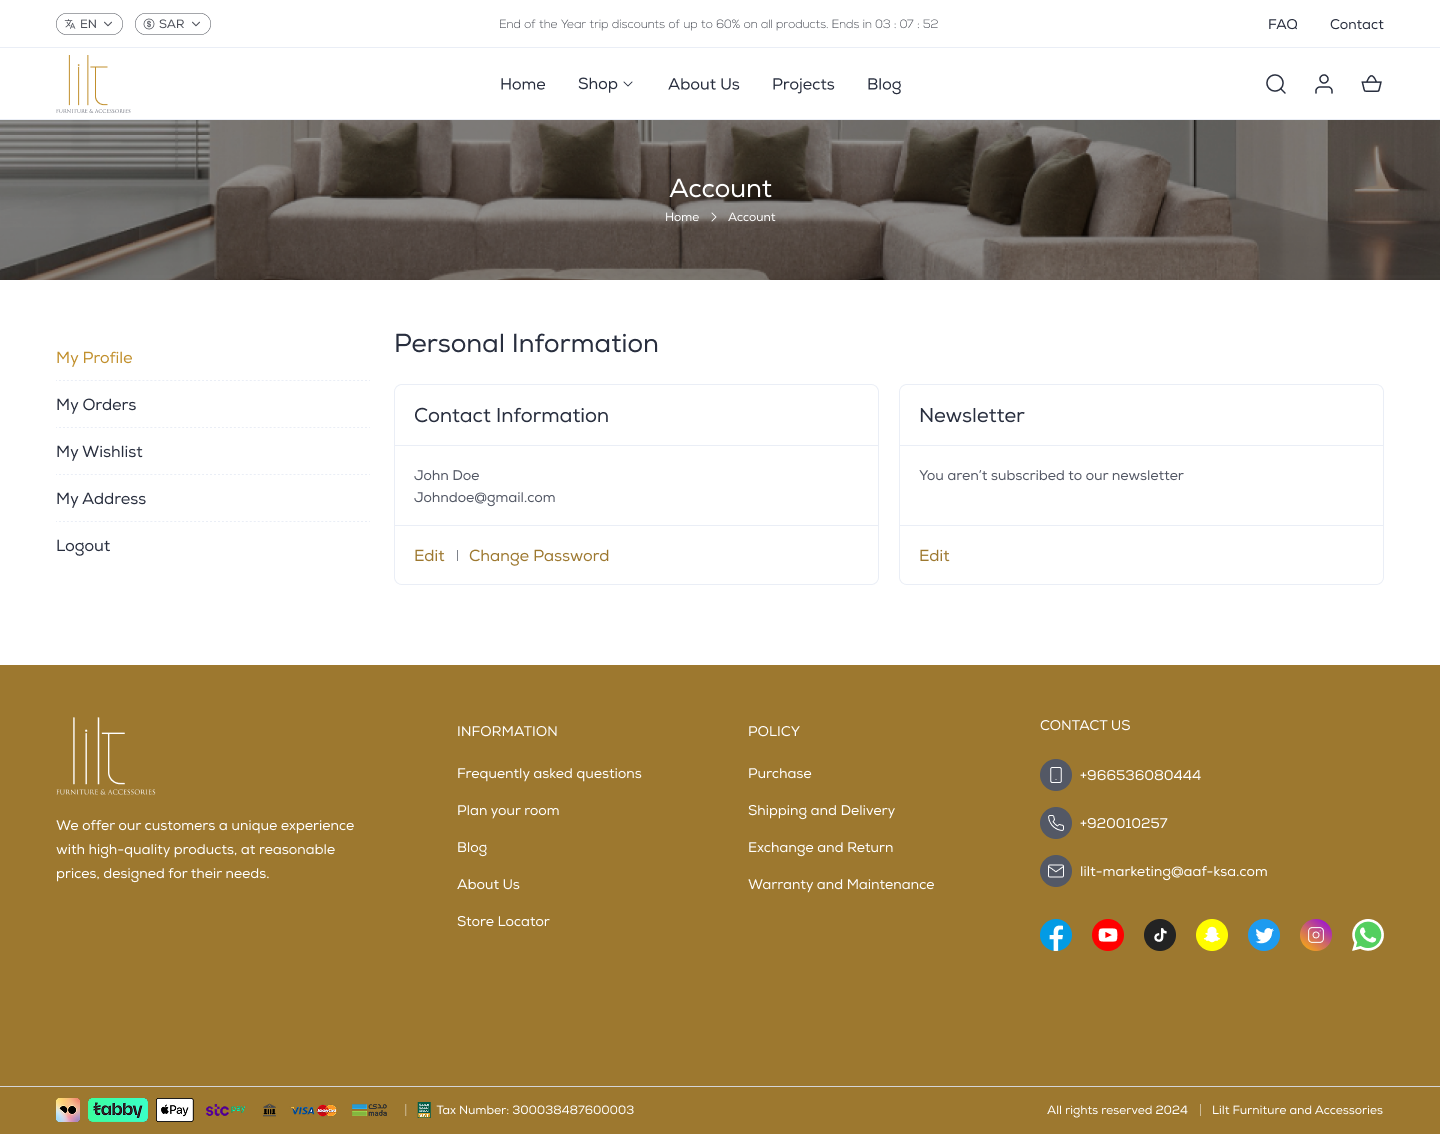 EN
SAR
End of the Year trip discounts of up to 60% on all products. Ends in 03 : 07 : 52
FAQ
Contact
lilt
FURNITURE & ACCESSORIES
Home
Shop
About Us
Projects
Blog
Account
Home
Account
My Profile
My Orders
My Wishlist
My Address
Logout
Personal Information
Contact Information
John Doe
Johndoe@gmail.com
Edit
Change Password
Newsletter
You aren't subscribed to our newsletter
Edit
lilt
FURNITURE & ACCESSORIES
We offer our customers a unique experience
with high-quality products, at reasonable
prices, designed for their needs.
INFORMATION
Frequently asked questions
Plan your room
Blog
About Us
Store Locator
POLICY
Purchase
Shipping and Delivery
Exchange and Return
Warranty and Maintenance
CONTACT US
+966536080444
+920010257
lilt-marketing@aaf-ksa.com
tabby
Pay
stc pay
VISA
mada
Tax Number: 300038487600003
All rights reserved 2024
Lilt Furniture and Accessories